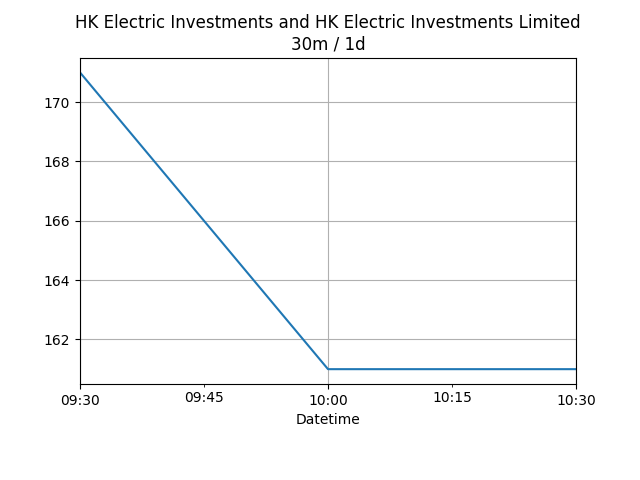 HK Electric Investments and HK Electric Investments Limited
30m / 1d
170
168
166
164
162
09:30 09:45 10:00 10:15 10:30
Datetime